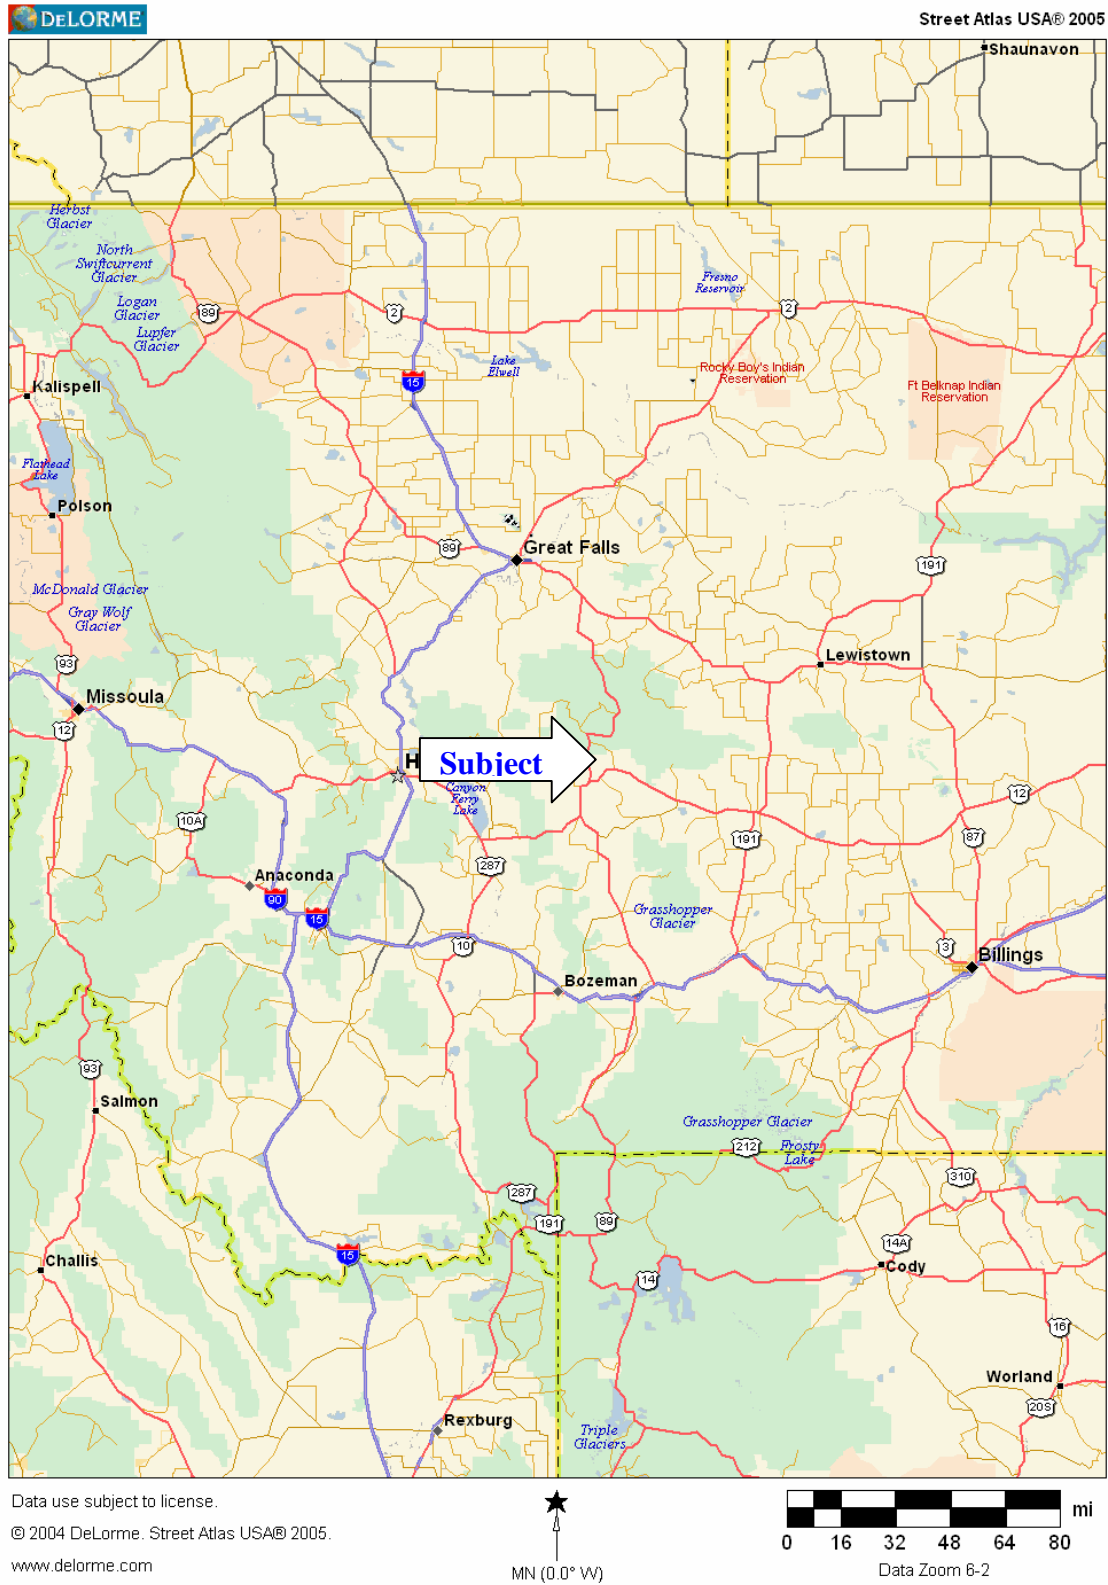 DELORME
Street Atlas USA® 2005
Shaunavon
Herbst
Glacier
North
Swiftcurrent
Glacier
Logan
Glacier
Lupfer
Glacier
89
2
Fresno
Reservoir
2
Lake
Elwell
15
Rocky Boy's Indian
Reservation
Ft Belknap Indian
Reservation
Kalispell
Flathead
Lake
Polson
89
Great Falls
191
McDonald Glacier
Gray Wolf
Glacier
93
Lewistown
Missoula
12
H
Subject
Canyon
Ferry
Lake
12
10A
191
87
287
Anaconda
90
15
Grasshopper
Glacier
10
3
Billings
Bozeman
93
Salmon
Grasshopper Glacier
212
Frosty
Lake
310
287
191
89
14A
15
Challis
Cody
14
16
Worland
20S
Rexburg
Triple
Glaciers
Data use subject to license.
© 2004 DeLorme. Street Atlas USA® 2005.
www.delorme.com
MN (0.0° W)
mi
0 16 32 48 64 80
Data Zoom 6-2